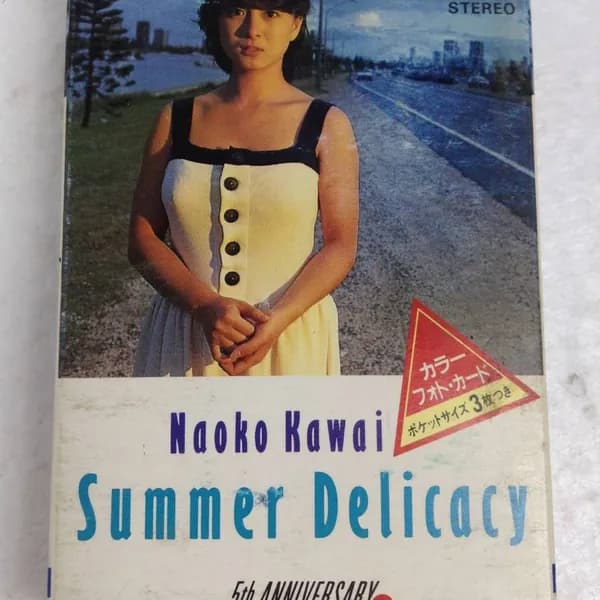 STEREO
カラー
フォト・カード
ポケットサイズ3枚つき
Naoko Kawai
Summer Delicacy
5th ANNIVERSARY